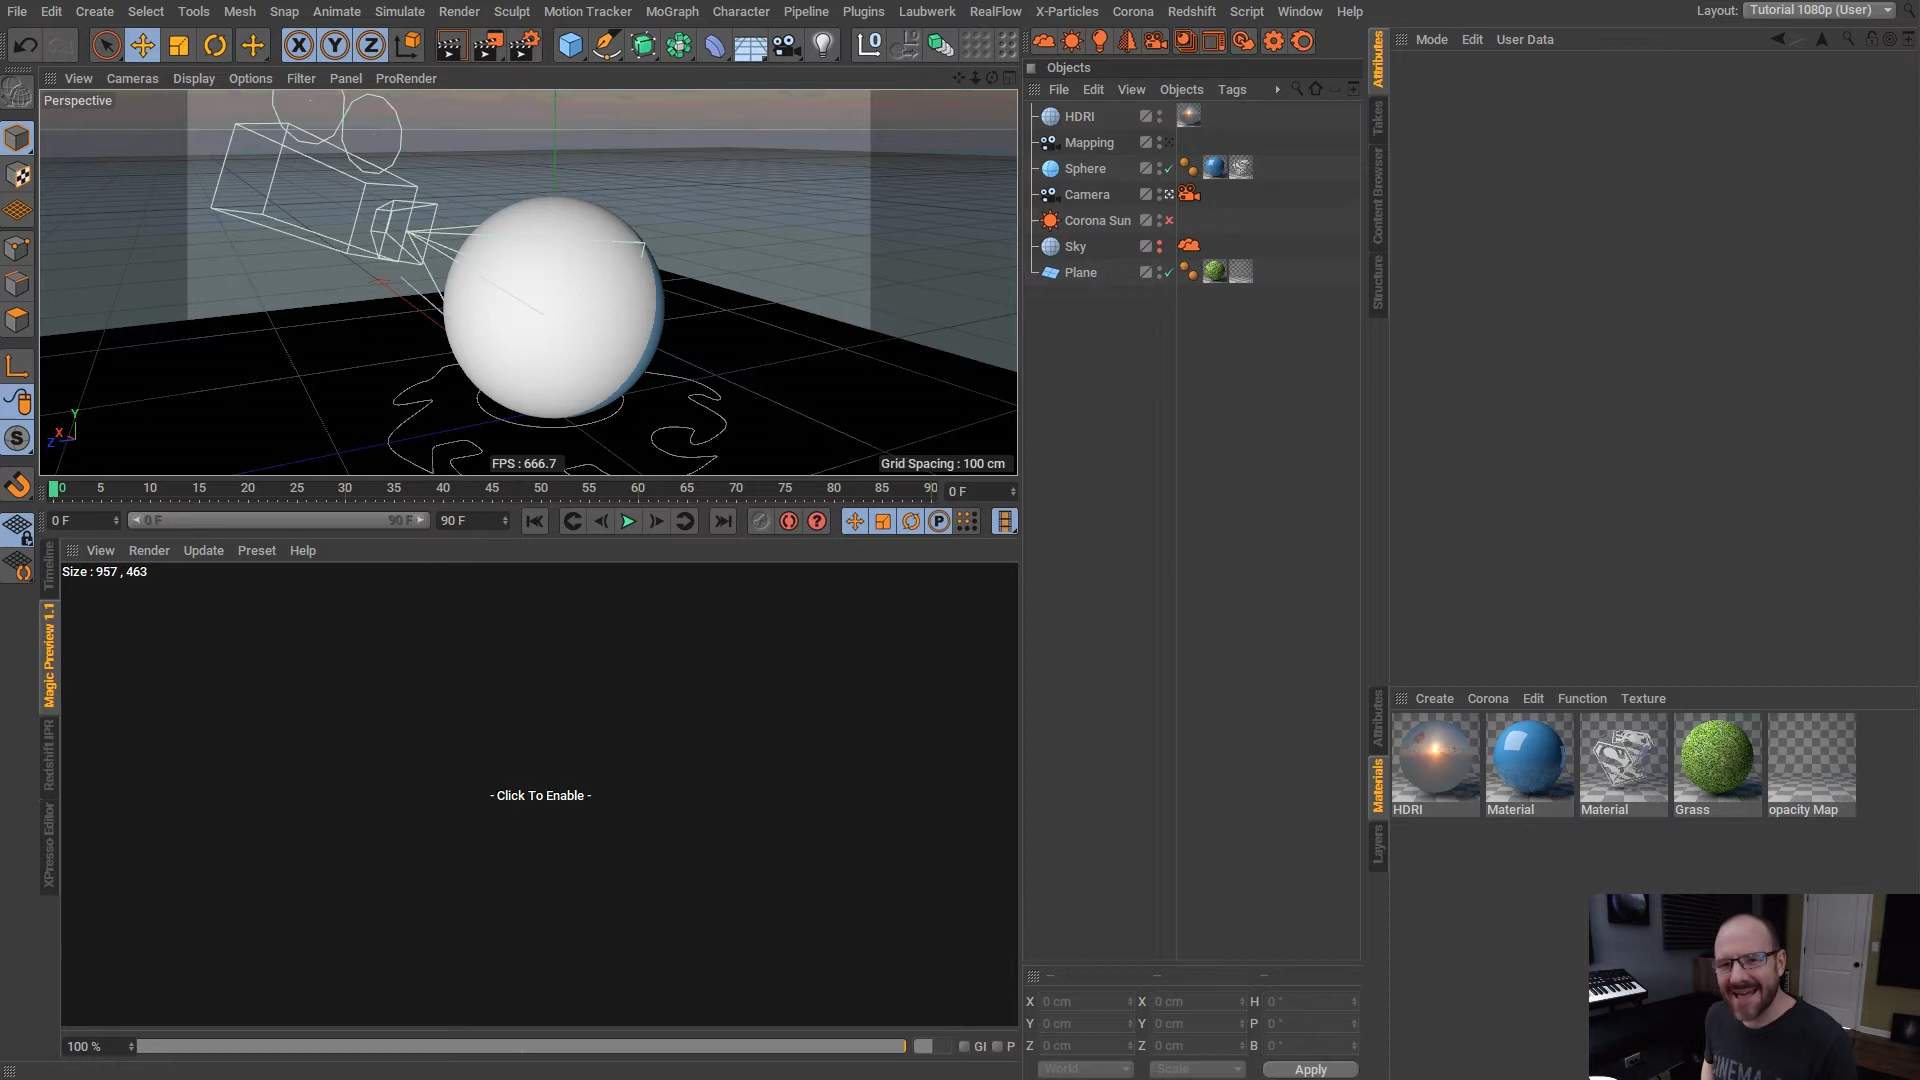 File Edit Create Select Tools Mesh Snap Animate Simulate Render Sculpt Motion Tracker MoGraph Character Pipeline Plugins Laubwerk RealFlow X-Particles Corona Redshift Script Window Help
Layout: Tutorial 1080p (User)
X Y Z
View Cameras Display Options Filter Panel ProRender
Perspective
Y
X
Z
FPS : 666.7
Grid Spacing : 100 cm
0 5 10 15 20 25 30 35 40 45 50 55 60 65 70 75 80 85 90
0 F
0 F
0 F
90 F
90 F
P
View Render Update Preset Help
Size : 957 , 463
- Click To Enable -
100 %
GI P
Timeline
Magic Preview 1.1
Redshift IPR
XPresso Editor
Objects
File Edit View Objects Tags
HDRI
Mapping
Sphere
Camera
Corona Sun
Sky
Plane
X 0 cm X 0 cm H 0 °
Y 0 cm Y 0 cm P 0 °
Z 0 cm Z 0 cm B 0 °
World Scale Apply
Attributes
Takes
Content Browser
Structure
Mode Edit User Data
Attributes
Materials
Layers
Create Corona Edit Function Texture
HDRI
Material
Material
Grass
opacity Map
CINEMA